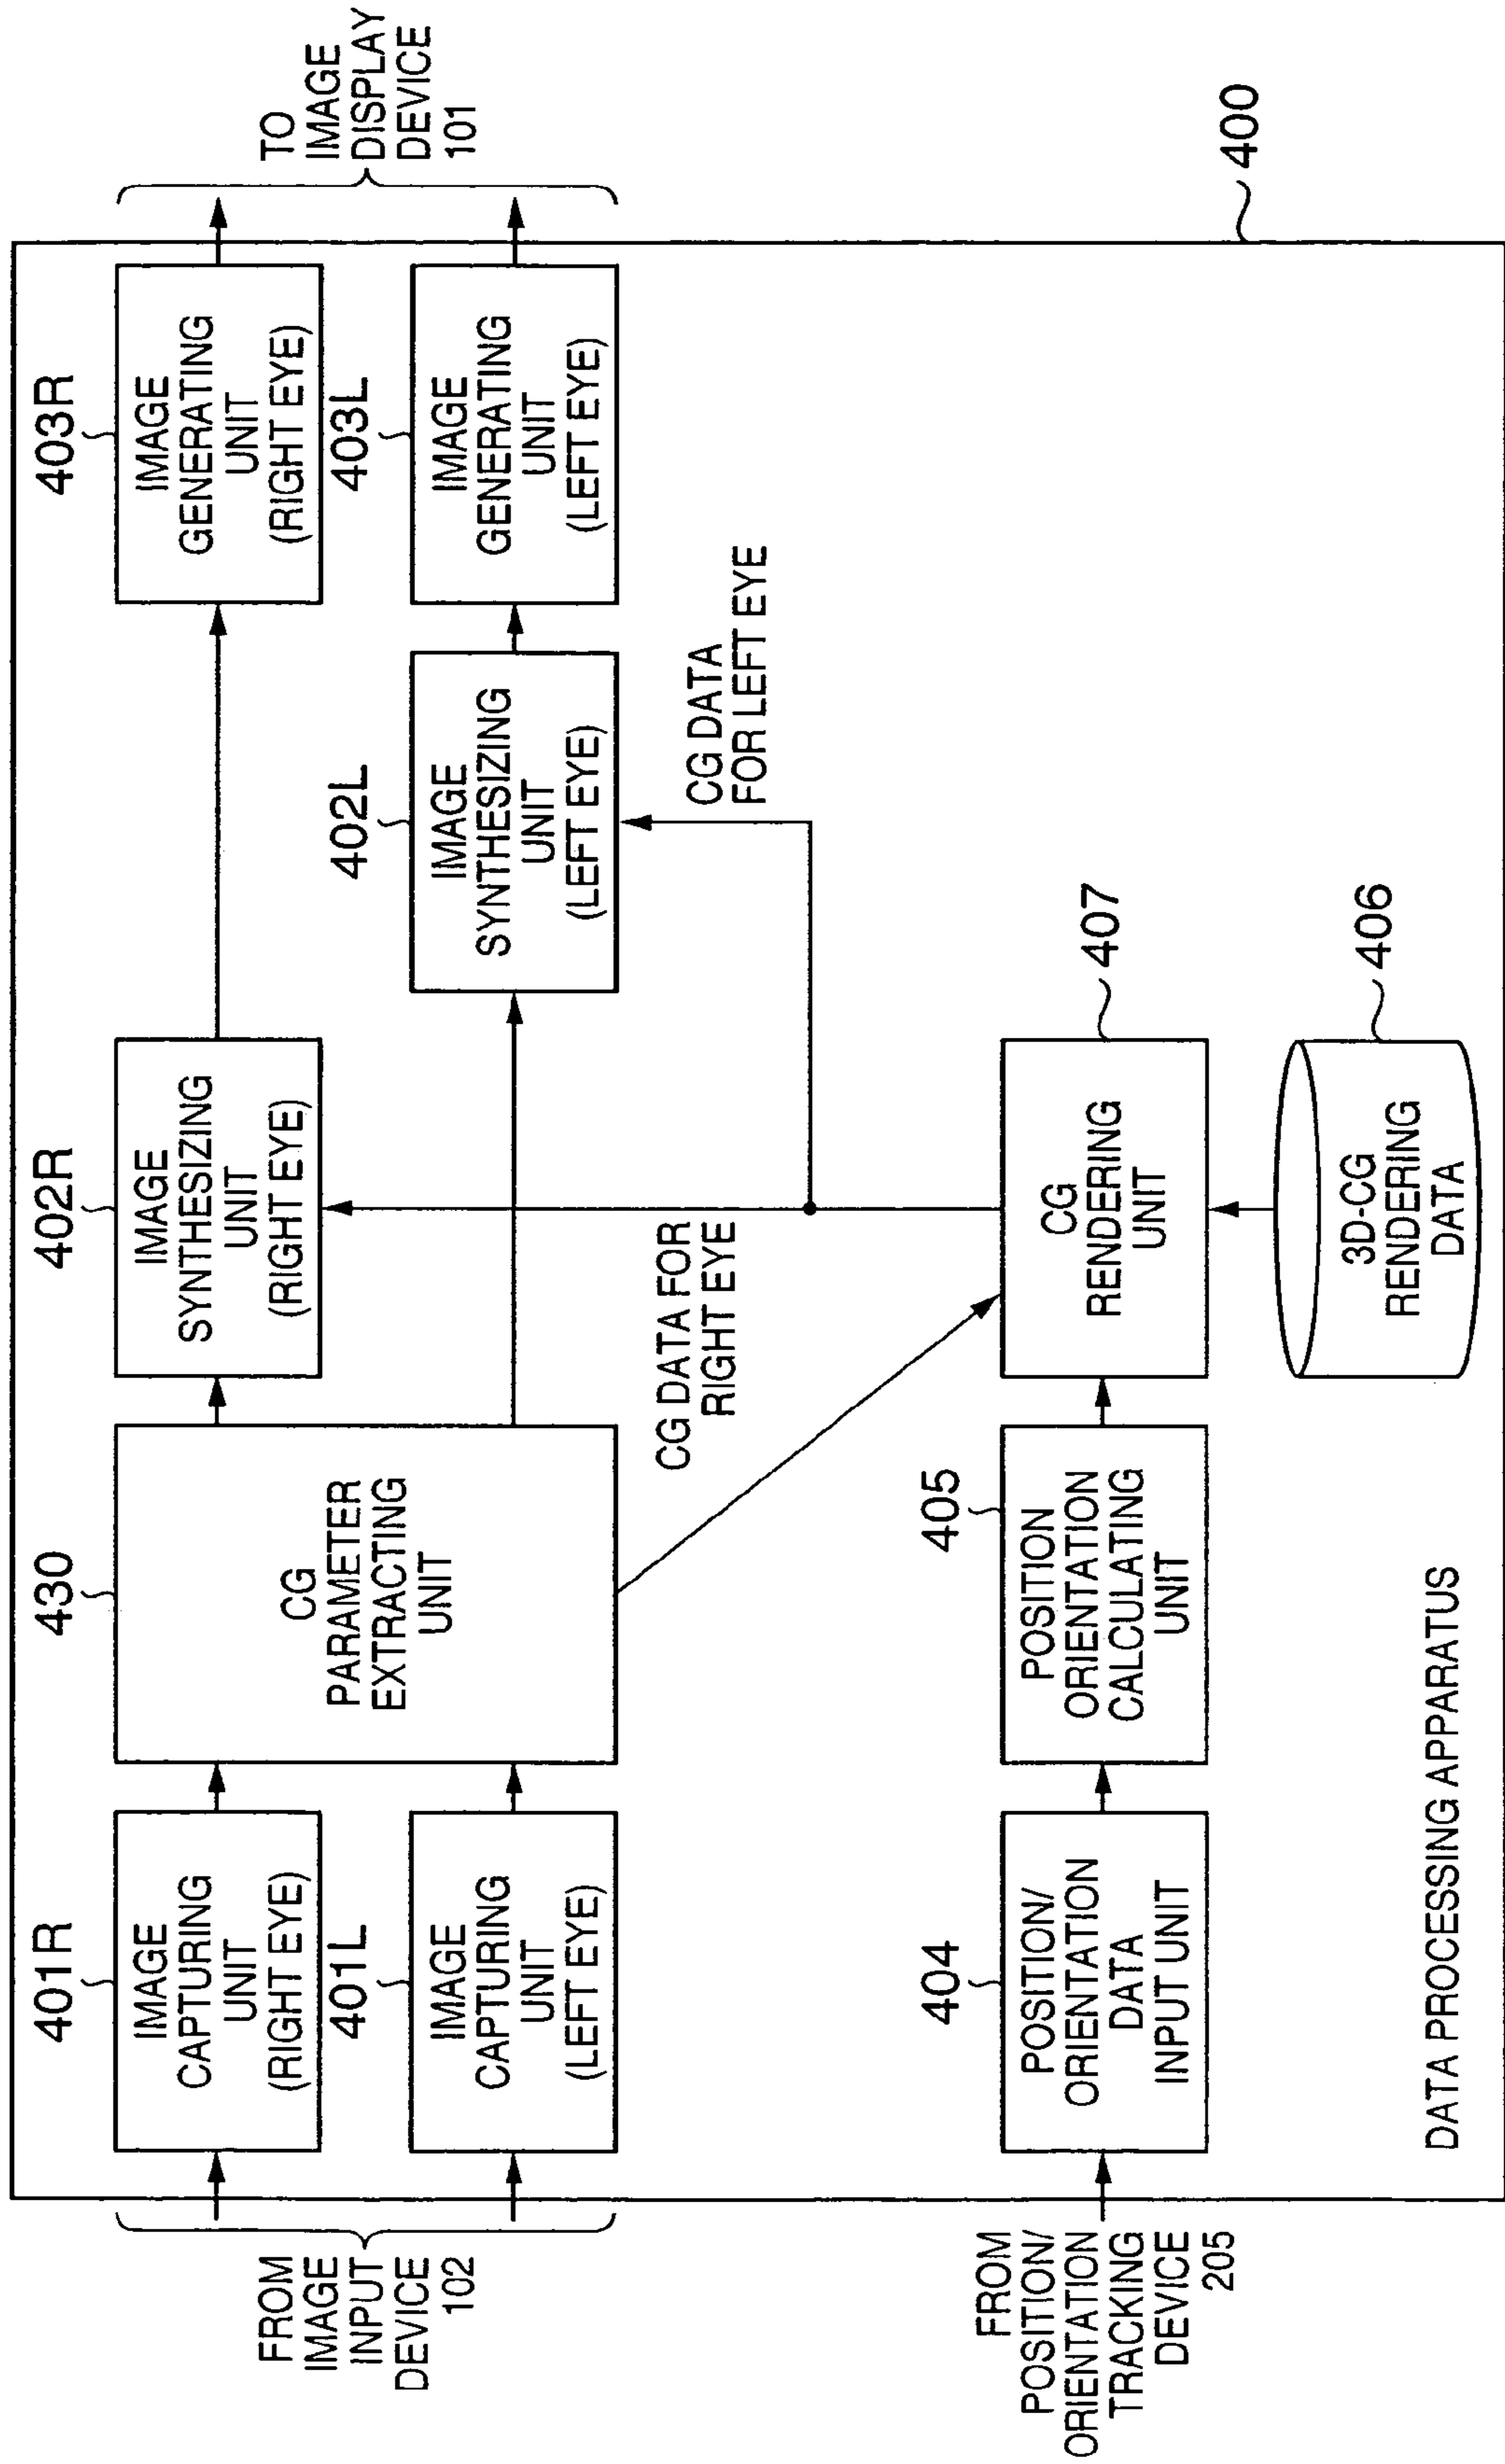 FROM
IMAGE
INPUT
DEVICE
102
401R
IMAGE
CAPTURING
UNIT
(RIGHT EYE)
401L
IMAGE
CAPTURING
UNIT
(LEFT EYE)
430
CG
PARAMETER
EXTRACTING
UNIT
402R
IMAGE
SYNTHESIZING
UNIT
(RIGHT EYE)
402L
IMAGE
SYNTHESIZING
UNIT
(LEFT EYE)
403R
IMAGE
GENERATING
UNIT
(RIGHT EYE)
403L
IMAGE
GENERATING
UNIT
(LEFT EYE)
TO
IMAGE
DISPLAY
DEVICE
101
CG DATA FOR
RIGHT EYE
CG DATA
FOR LEFT EYE
FROM
POSITION/
ORIENTATION
TRACKING
DEVICE
205
404
POSITION/
ORIENTATION
DATA
INPUT UNIT
405
POSITION
ORIENTATION
CALCULATING
UNIT
CG
RENDERING
UNIT
407
3D-CG
RENDERING
DATA
406
400
DATA PROCESSING APPARATUS